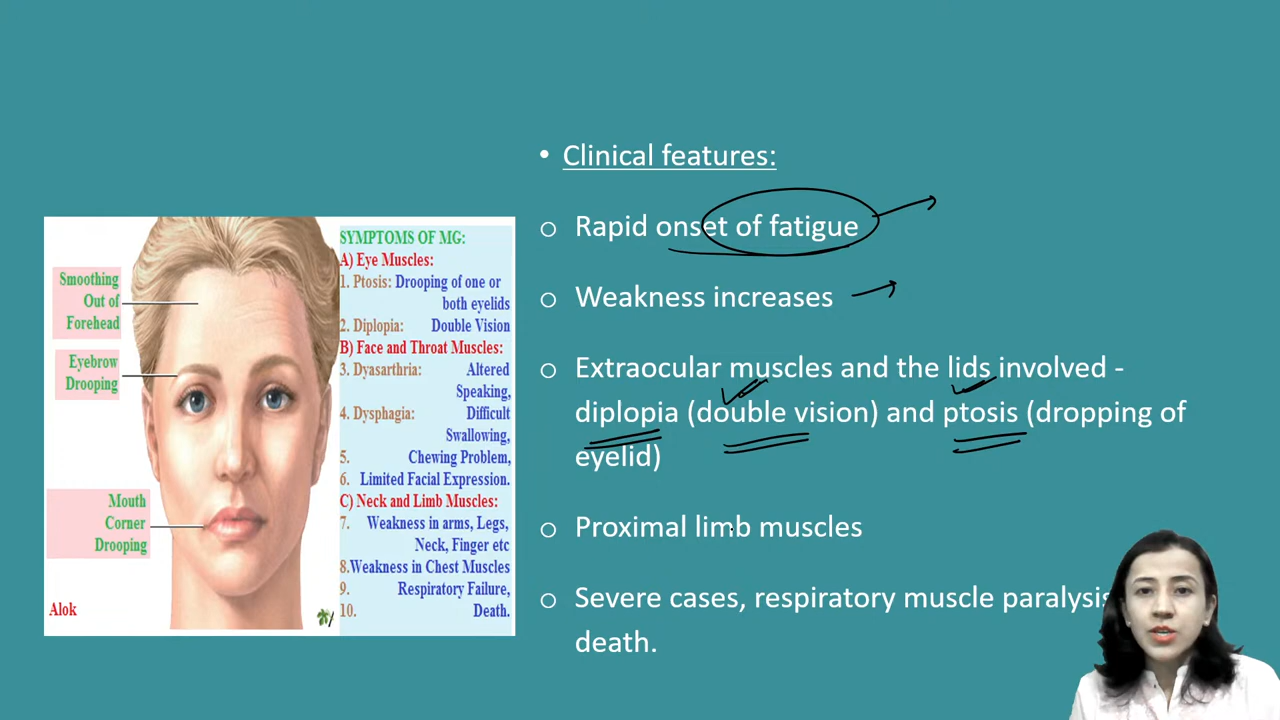 • Clinical features:
o Rapid onset of fatigue
o Weakness increases
o Extraocular muscles and the lids involved -
diplopia (double vision) and ptosis (dropping of
eyelid)
o Proximal limb muscles
o Severe cases, respiratory muscle paralysis
death.
Smoothing
Out of
Forehead
Eyebrow
Drooping
Mouth
Corner
Drooping
Alok
SYMPTOMS OF MG:
A) Eye Muscles:
1. Ptosis: Drooping of one or
both eyelids
2. Diplopia: Double Vision
B) Face and Throat Muscles:
3. Dyasarthria: Altered
Speaking,
4. Dysphagia: Difficult
Swallowing,
5. Chewing Problem,
6. Limited Facial Expression.
C) Neck and Limb Muscles:
7. Weakness in arms, Legs,
Neck, Finger etc
8.Weakness in Chest Muscles
9. Respiratory Failure,
10. Death.